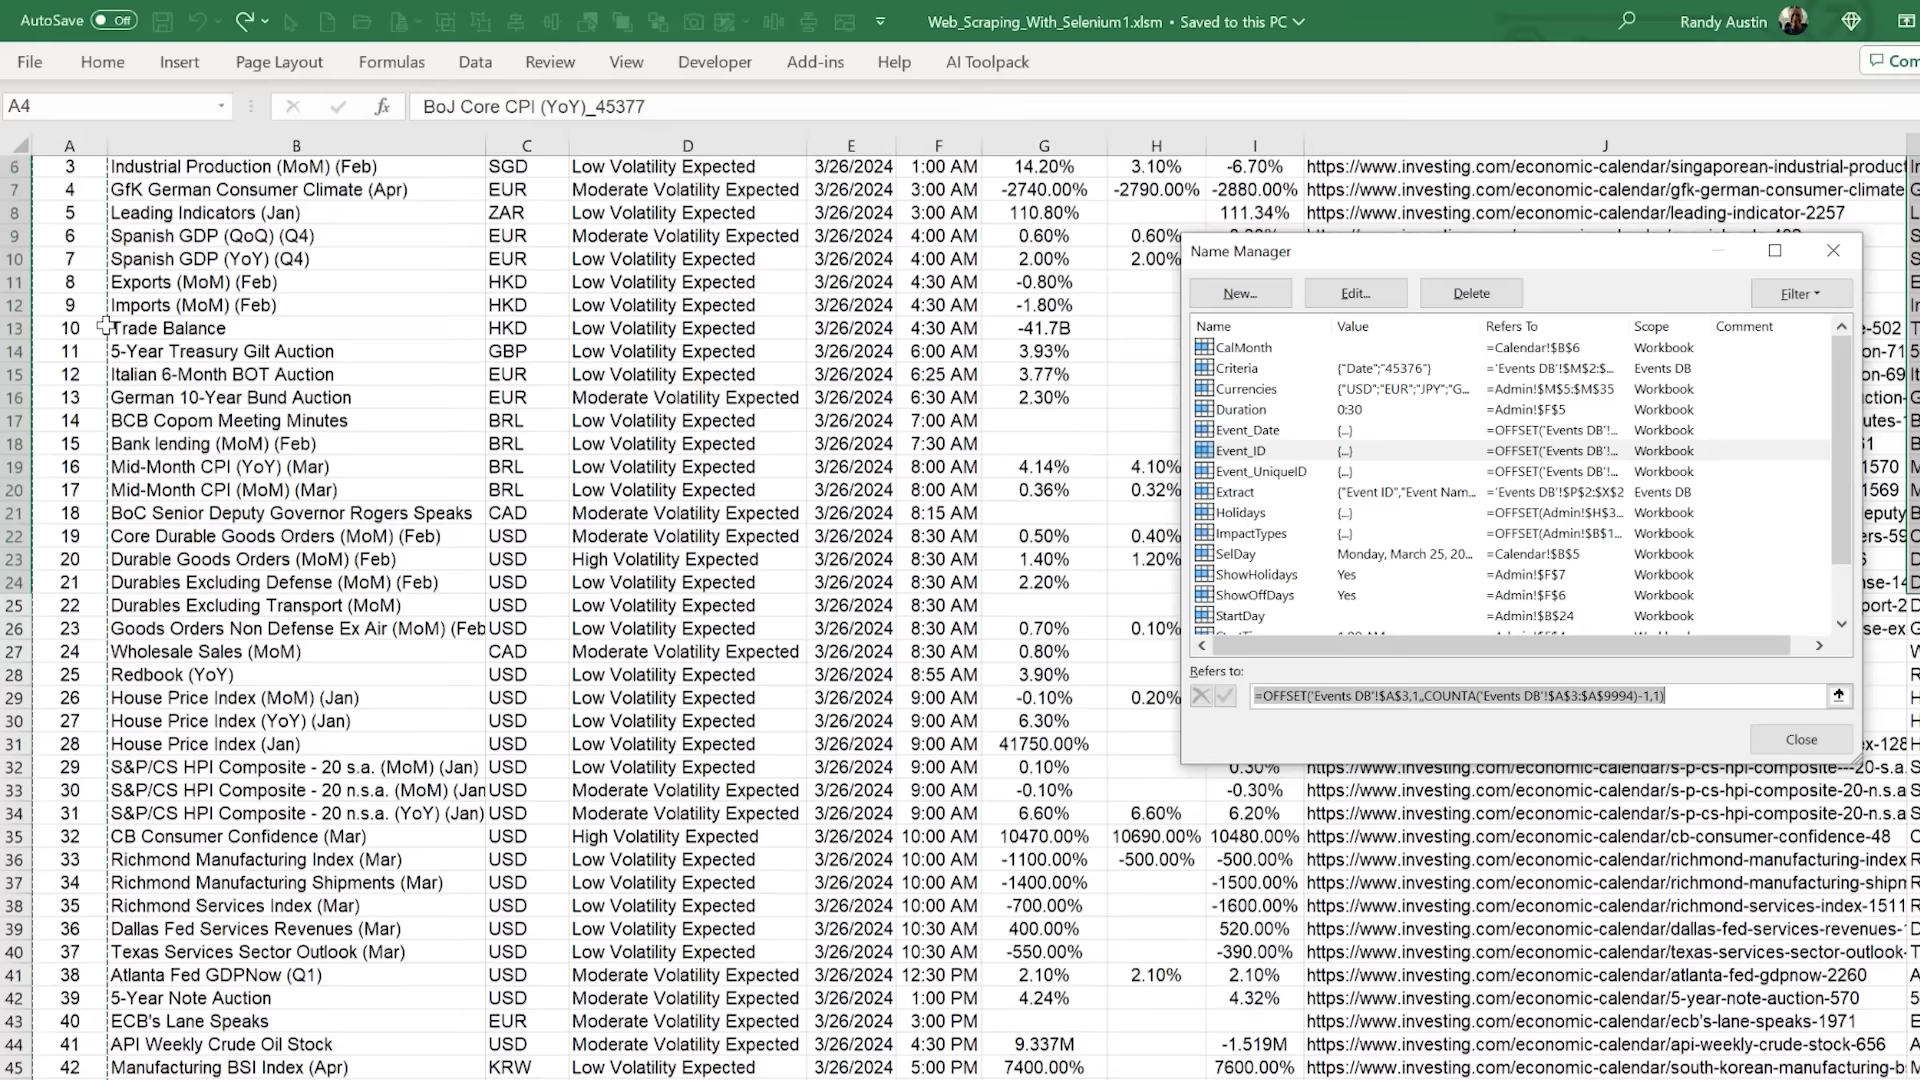 AutoSave Off Web_Scraping_With_Selenium1.xlsm • Saved to this PC Randy Austin
File Home Insert Page Layout Formulas Data Review View Developer Add-ins Help AI Toolpack Com
A4 fx BoJ Core CPI (YoY)_45377
A B C D E F G H I J
6 3 Industrial Production (MoM) (Feb) SGD Low Volatility Expected 3/26/2024 1:00 AM 14.20% 3.10% -6.70% https://www.investing.com/economic-calendar/singaporean-industrial-product
7 4 GfK German Consumer Climate (Apr) EUR Moderate Volatility Expected 3/26/2024 3:00 AM -2740.00% -2790.00% -2880.00% https://www.investing.com/economic-calendar/gfk-german-consumer-climate
8 5 Leading Indicators (Jan) ZAR Low Volatility Expected 3/26/2024 3:00 AM 110.80% 111.34% https://www.investing.com/economic-calendar/leading-indicator-2257
9 6 Spanish GDP (QoQ) (Q4) EUR Moderate Volatility Expected 3/26/2024 4:00 AM 0.60% 0.60%
10 7 Spanish GDP (YoY) (Q4) EUR Low Volatility Expected 3/26/2024 4:00 AM 2.00% 2.00%
11 8 Exports (MoM) (Feb) HKD Low Volatility Expected 3/26/2024 4:30 AM -0.80%
12 9 Imports (MoM) (Feb) HKD Low Volatility Expected 3/26/2024 4:30 AM -1.80%
13 10 Trade Balance HKD Low Volatility Expected 3/26/2024 4:30 AM -41.7B e-502
14 11 5-Year Treasury Gilt Auction GBP Low Volatility Expected 3/26/2024 6:00 AM 3.93% on-71
15 12 Italian 6-Month BOT Auction EUR Low Volatility Expected 3/26/2024 6:25 AM 3.77% on-69
16 13 German 10-Year Bund Auction EUR Moderate Volatility Expected 3/26/2024 6:30 AM 2.30% uction-
17 14 BCB Copom Meeting Minutes BRL Low Volatility Expected 3/26/2024 7:00 AM utes-
18 15 Bank lending (MoM) (Feb) BRL Low Volatility Expected 3/26/2024 7:30 AM 61
19 16 Mid-Month CPI (YoY) (Mar) BRL Low Volatility Expected 3/26/2024 8:00 AM 4.14% 4.10% 1570
20 17 Mid-Month CPI (MoM) (Mar) BRL Low Volatility Expected 3/26/2024 8:00 AM 0.36% 0.32% 1569
21 18 BoC Senior Deputy Governor Rogers Speaks CAD Moderate Volatility Expected 3/26/2024 8:15 AM deputy
22 19 Core Durable Goods Orders (MoM) (Feb) USD Moderate Volatility Expected 3/26/2024 8:30 AM 0.50% 0.40% ers-59
23 20 Durable Goods Orders (MoM) (Feb) USD High Volatility Expected 3/26/2024 8:30 AM 1.40% 1.20%
24 21 Durables Excluding Defense (MoM) (Feb) USD Low Volatility Expected 3/26/2024 8:30 AM 2.20% nse-14
25 22 Durables Excluding Transport (MoM) USD Low Volatility Expected 3/26/2024 8:30 AM port-2
26 23 Goods Orders Non Defense Ex Air (MoM) (Feb USD Low Volatility Expected 3/26/2024 8:30 AM 0.70% 0.10% se-ex
27 24 Wholesale Sales (MoM) CAD Moderate Volatility Expected 3/26/2024 8:30 AM 0.80%
28 25 Redbook (YoY) USD Low Volatility Expected 3/26/2024 8:55 AM 3.90%
29 26 House Price Index (MoM) (Jan) USD Low Volatility Expected 3/26/2024 9:00 AM -0.10% 0.20%
30 27 House Price Index (YoY) (Jan) USD Low Volatility Expected 3/26/2024 9:00 AM 6.30%
31 28 House Price Index (Jan) USD Low Volatility Expected 3/26/2024 9:00 AM 41750.00% x-128
32 29 S&P/CS HPI Composite - 20 s.a. (MoM) (Jan) USD Low Volatility Expected 3/26/2024 9:00 AM 0.10% 0.30% https://www.investing.com/economic-calendar/s-p-cs-hpi-composite---20-s.a.
33 30 S&P/CS HPI Composite - 20 n.s.a. (MoM) (Jan USD Moderate Volatility Expected 3/26/2024 9:00 AM -0.10% -0.30% https://www.investing.com/economic-calendar/s-p-cs-hpi-composite-20-n.s.a
34 31 S&P/CS HPI Composite - 20 n.s.a. (YoY) (Jan) USD Moderate Volatility Expected 3/26/2024 9:00 AM 6.60% 6.60% 6.20% https://www.investing.com/economic-calendar/s-p-cs-hpi-composite-20-n.s.a
35 32 CB Consumer Confidence (Mar) USD High Volatility Expected 3/26/2024 10:00 AM 10470.00% 10690.00% 10480.00% https://www.investing.com/economic-calendar/cb-consumer-confidence-48
36 33 Richmond Manufacturing Index (Mar) USD Low Volatility Expected 3/26/2024 10:00 AM -1100.00% -500.00% -500.00% https://www.investing.com/economic-calendar/richmond-manufacturing-index
37 34 Richmond Manufacturing Shipments (Mar) USD Low Volatility Expected 3/26/2024 10:00 AM -1400.00% -1500.00% https://www.investing.com/economic-calendar/richmond-manufacturing-shipn
38 35 Richmond Services Index (Mar) USD Low Volatility Expected 3/26/2024 10:00 AM -700.00% -1600.00% https://www.investing.com/economic-calendar/richmond-services-index-1511
39 36 Dallas Fed Services Revenues (Mar) USD Low Volatility Expected 3/26/2024 10:30 AM 400.00% 520.00% https://www.investing.com/economic-calendar/dallas-fed-services-revenues-
40 37 Texas Services Sector Outlook (Mar) USD Low Volatility Expected 3/26/2024 10:30 AM -550.00% -390.00% https://www.investing.com/economic-calendar/texas-services-sector-outlook-
41 38 Atlanta Fed GDPNow (Q1) USD Moderate Volatility Expected 3/26/2024 12:30 PM 2.10% 2.10% 2.10% https://www.investing.com/economic-calendar/atlanta-fed-gdpnow-2260
42 39 5-Year Note Auction USD Moderate Volatility Expected 3/26/2024 1:00 PM 4.24% 4.32% https://www.investing.com/economic-calendar/5-year-note-auction-570
43 40 ECB's Lane Speaks EUR Moderate Volatility Expected 3/26/2024 3:00 PM https://www.investing.com/economic-calendar/ecb's-lane-speaks-1971
44 41 API Weekly Crude Oil Stock USD Moderate Volatility Expected 3/26/2024 4:30 PM 9.337M -1.519M https://www.investing.com/economic-calendar/api-weekly-crude-stock-656
45 42 Manufacturing BSI Index (Apr) KRW Low Volatility Expected 3/26/2024 5:00 PM 7400.00% 7600.00% https://www.investing.com/economic-calendar/south-korean-manufacturing-b
Name Manager
New... Edit... Delete Filter
Name Value Refers To Scope Comment
CalMonth =Calendar!$B$6 Workbook
Criteria {"Date";"45376"} ='Events DB'!$M$2:$... Events DB
Currencies {"USD";"EUR";"JPY";"G... =Admin!$M$5:$M$35 Workbook
Duration 0:30 =Admin!$F$5 Workbook
Event_Date {...} =OFFSET('Events DB'!... Workbook
Event_ID {...} =OFFSET('Events DB'!... Workbook
Event_UniqueID {...} =OFFSET('Events DB'!... Workbook
Extract {"Event ID","Event Nam... ='Events DB'!$P$2:$X$2 Events DB
Holidays {...} =OFFSET(Admin!$H$3... Workbook
ImpactTypes {...} =OFFSET(Admin!$B$1... Workbook
SelDay Monday, March 25, 20... =Calendar!$B$5 Workbook
ShowHolidays Yes =Admin!$F$7 Workbook
ShowOffDays Yes =Admin!$F$6 Workbook
StartDay =Admin!$B$24 Workbook
Refers to:
=OFFSET('Events DB'!$A$3,1,,COUNTA('Events DB'!$A$3:$A$9994)-1,1)
Close